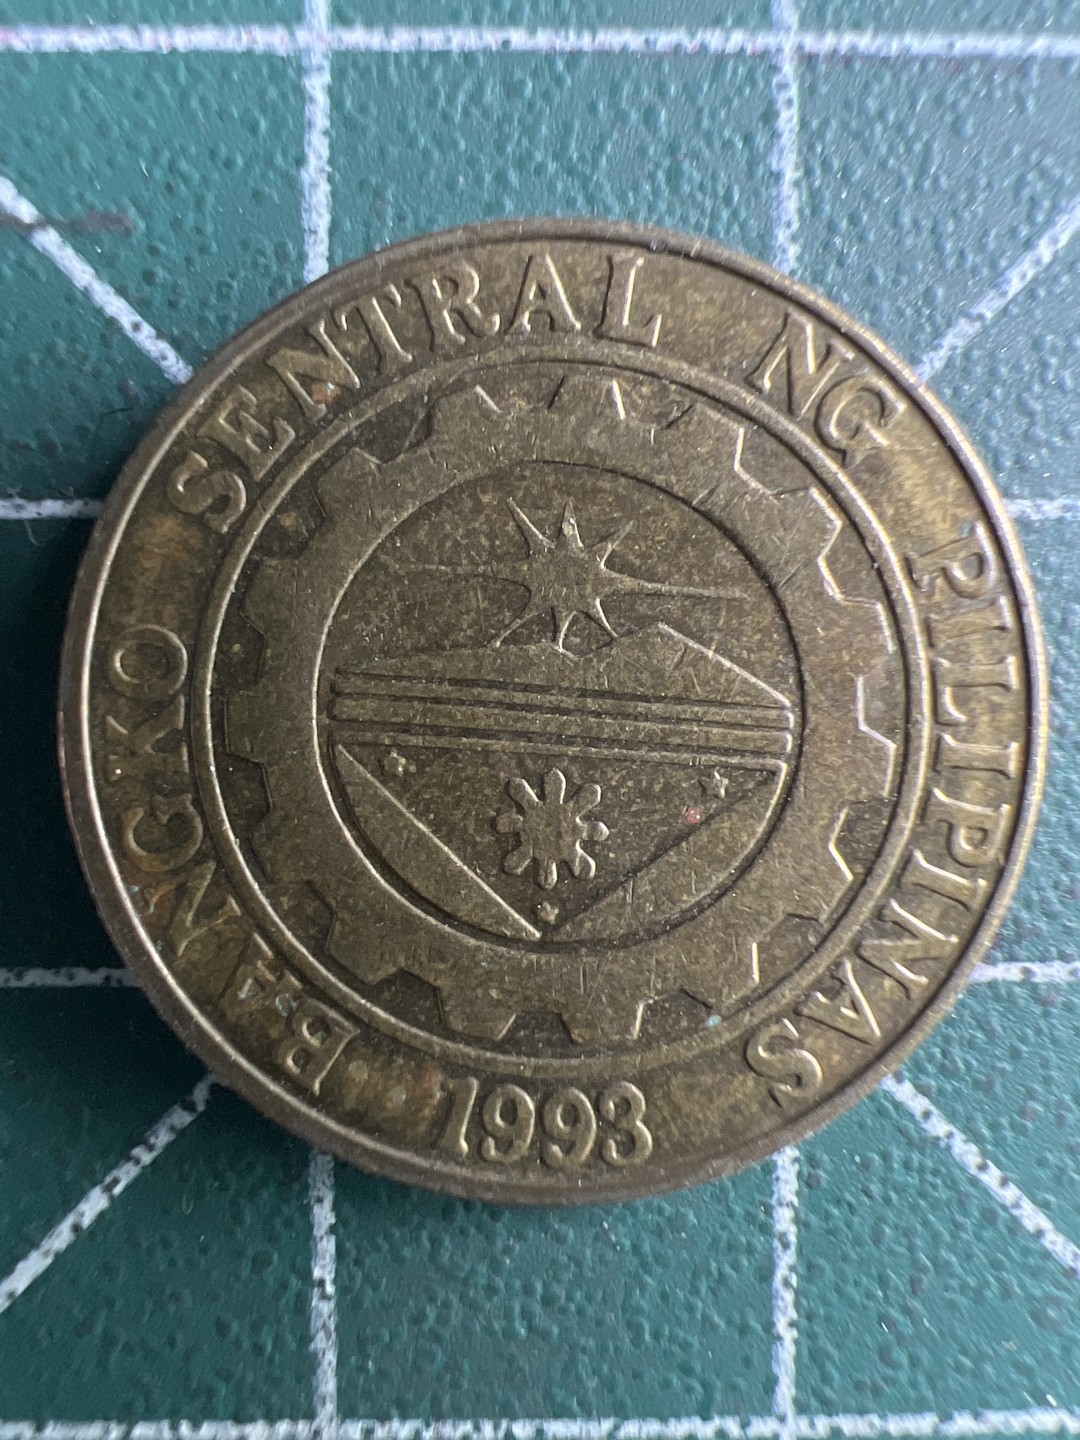 BANGKO SENTRAL NG PILIPINAS
1993